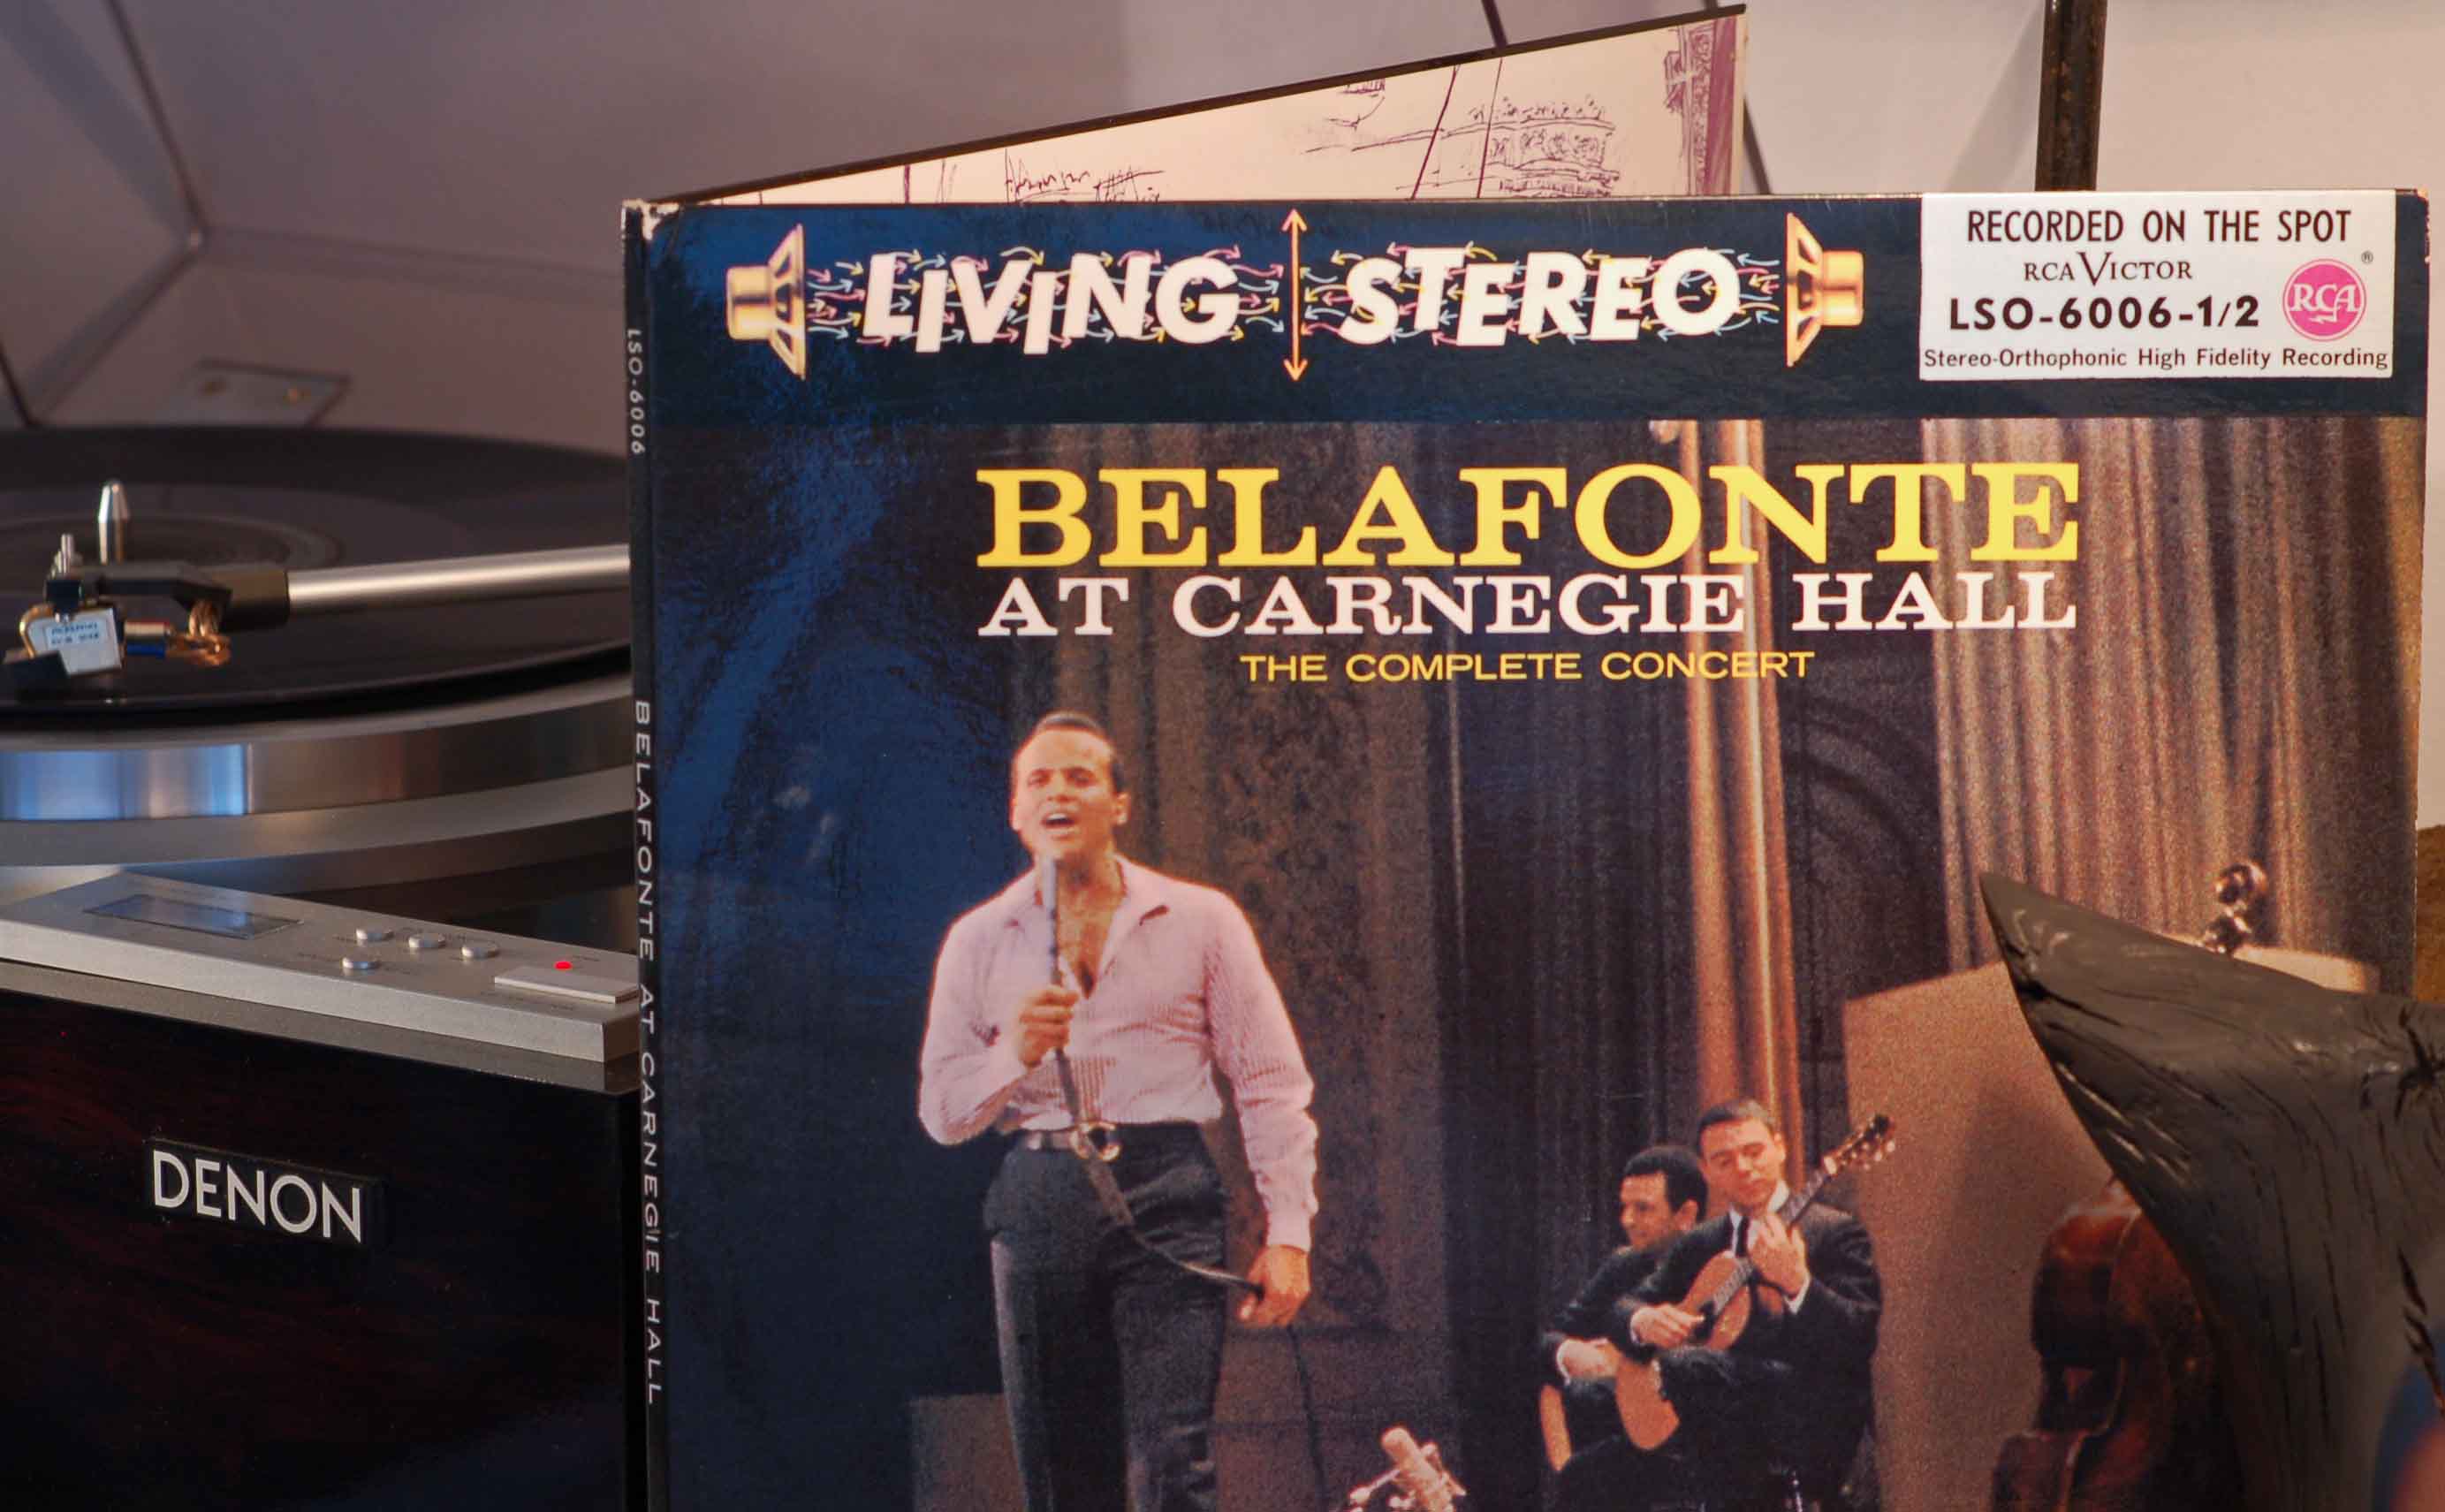 LIVING STEREO
RECORDED ON THE SPOT
RCA VICTOR
®
LSO-6006-1/2
RCA
Stereo-Orthophonic High Fidelity Recording
BELAFONTE
AT CARNEGIE HALL
THE COMPLETE CONCERT
LSO-6006
BELAFONTE AT CARNEGIE HALL
DENON